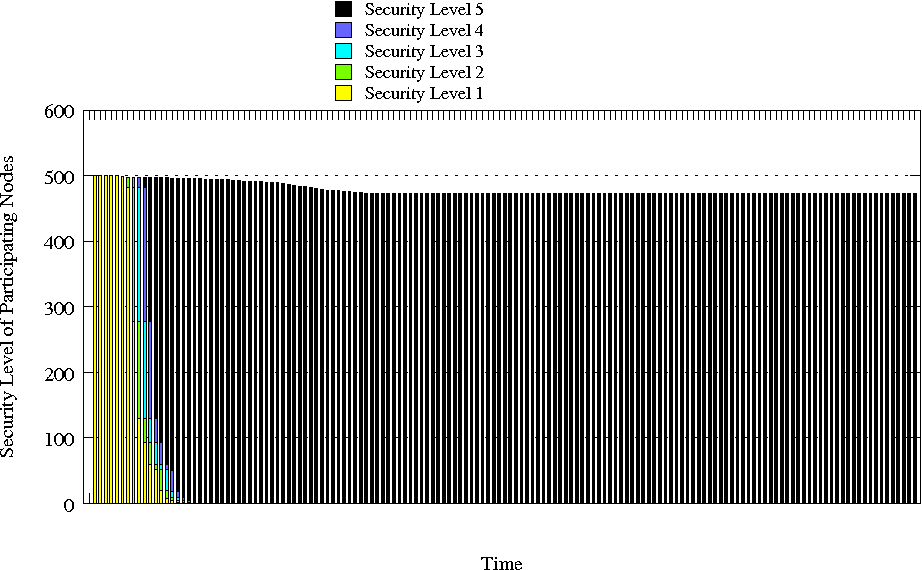 Security Level 5
Security Level 4
Security Level 3
Security Level 2
Security Level 1
600
500
400
300
200
100
0
Security Level of Participating Nodes
Time